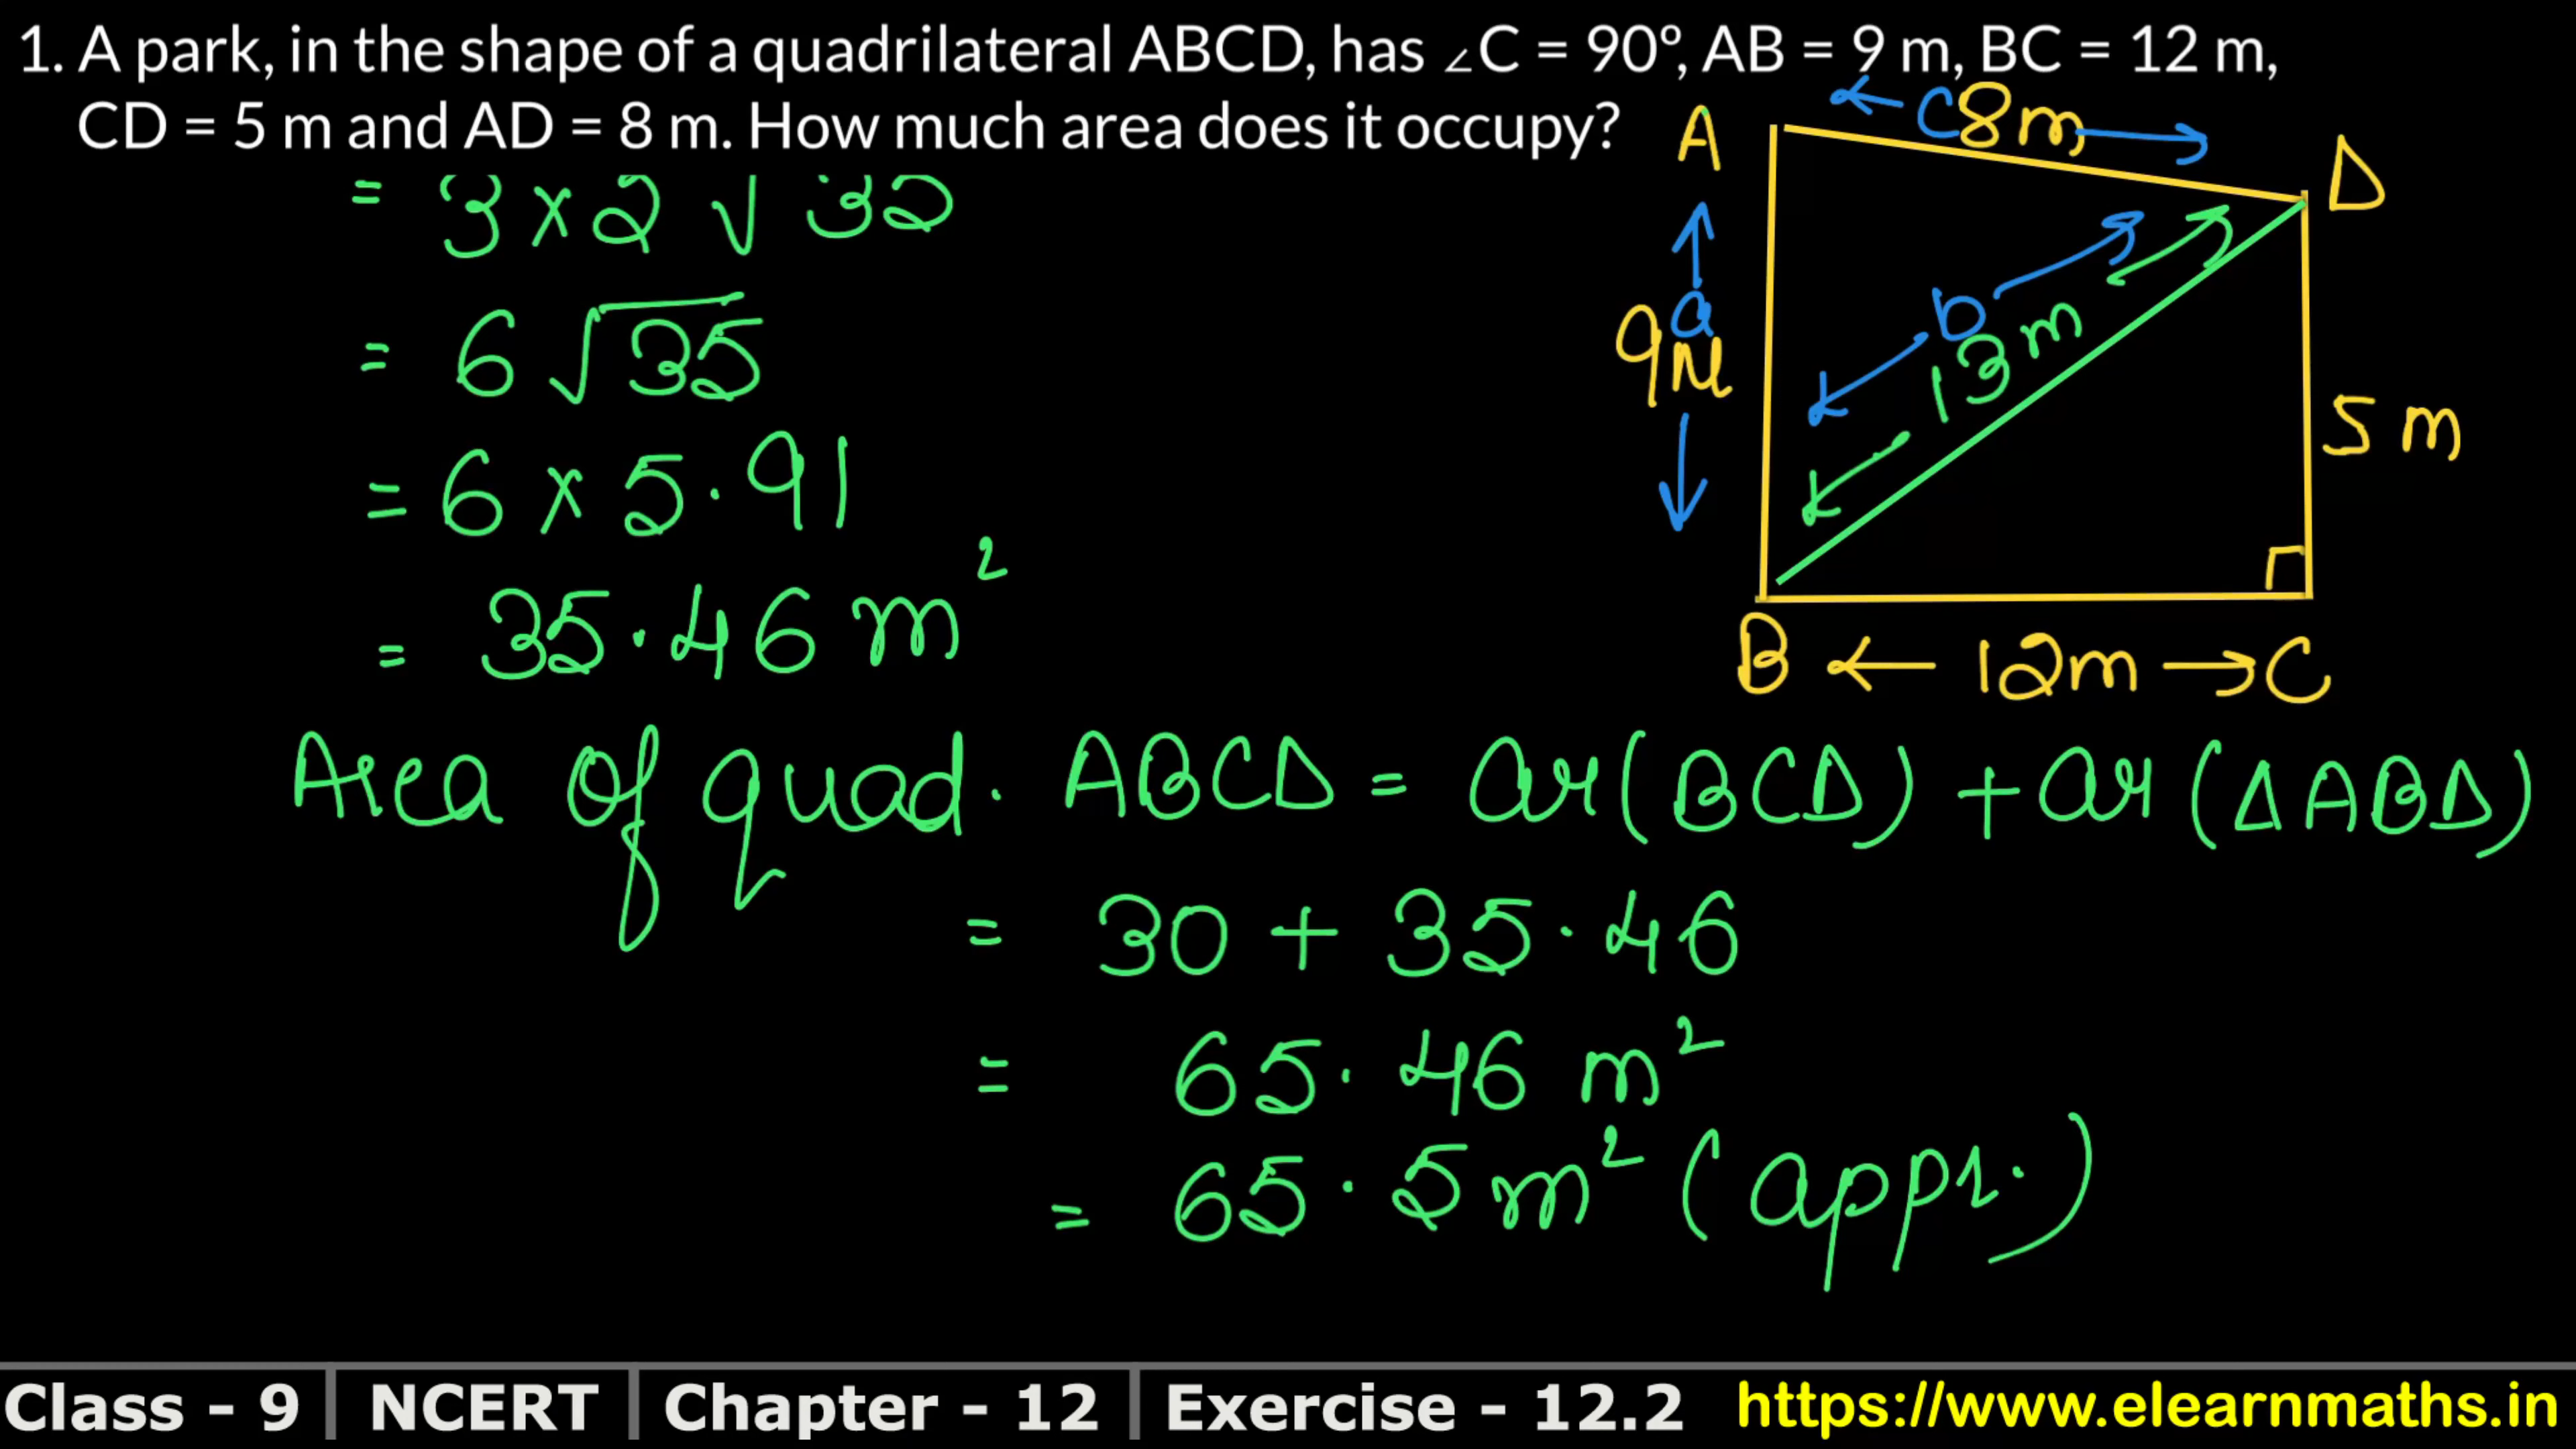 1. A park, in the shape of a quadrilateral ABCD, has ∠C = 90°, AB = 9 m, BC = 12 m,
CD = 5 m and AD = 8 m. How much area does it occupy?
A
c 8m
D
= 3 × 2 √35
a
9m
b
13m
= 6√35
5 m
= 6 × 5.91
= 35.46 m²
B ← 12m → C
Area of quad. ABCD = ar(BCD) + ar(ΔABD)
= 30 + 35.46
= 65.46 m²
= 65.5 m² (appr.)
Class - 9 | NCERT | Chapter - 12 | Exercise - 12.2 https://www.elearnmaths.in